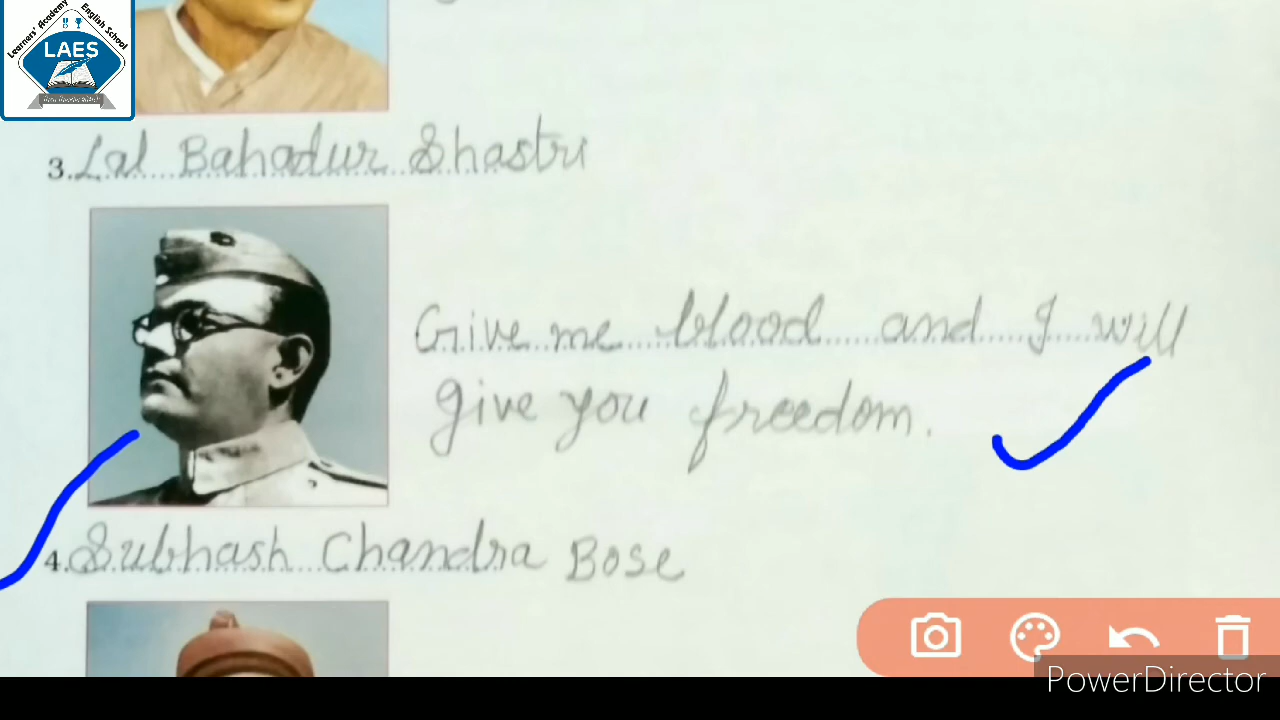 Learners' Academy English School
LAES
3. Lal Bahadur Shastri
Give me blood and I will
give you freedom.
4. Subhash Chandra Bose
PowerDirector